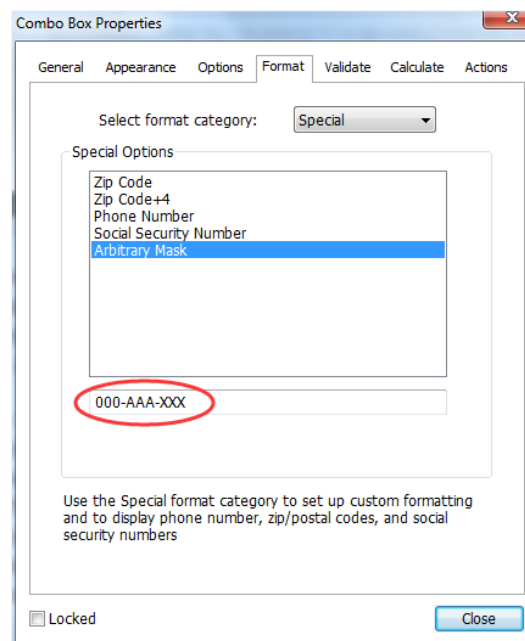 Combo Box Properties
General Appearance Options Format Validate Calculate Actions
Select format category: Special
Special Options
Zip Code
Zip Code+4
Phone Number
Social Security Number
Arbitrary Mask
000-AAA-XXX
Use the Special format category to set up custom formatting
and to display phone number, zip/postal codes, and social
security numbers
Locked Close